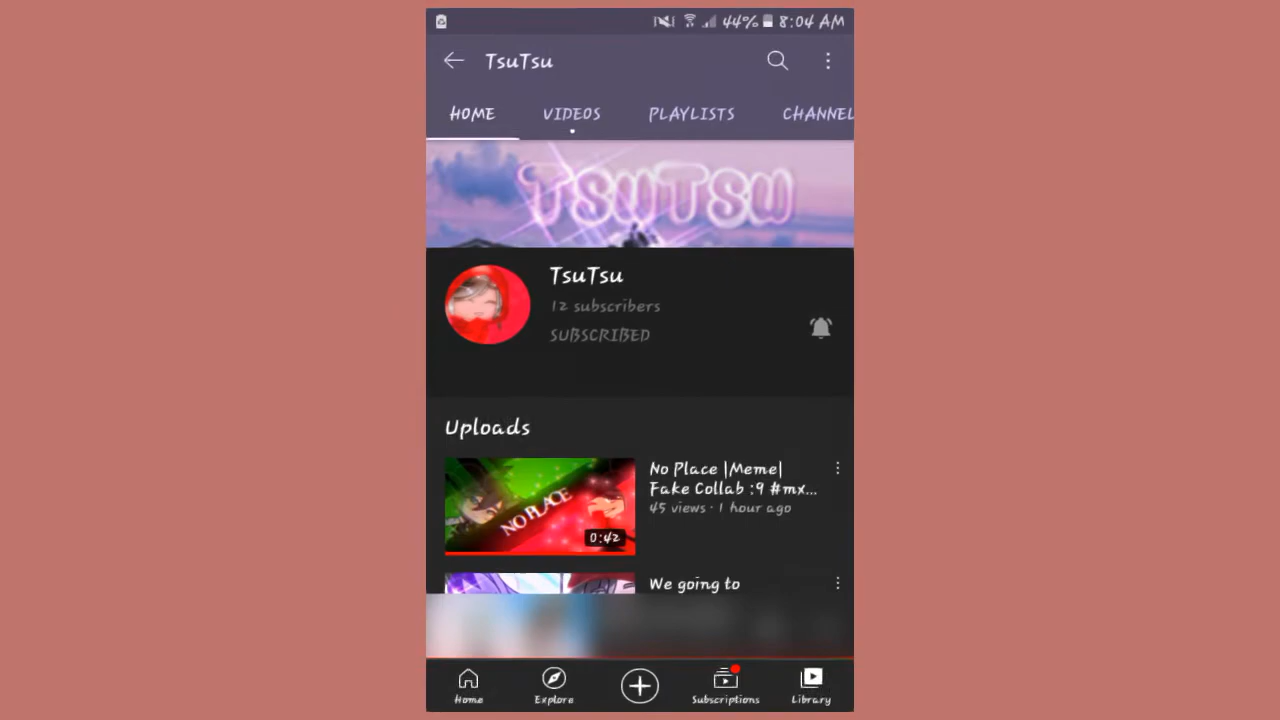 44% 8:04 AM
TsuTsu
HOME VIDEOS PLAYLISTS CHANNEL
TSUTSU
TsuTsu
12 subscribers
SUBSCRIBED
Uploads
NO PLACE
0:42
No Place |Meme|
Fake Collab :9 #mx...
45 views · 1 hour ago
We going to
Home Explore Subscriptions Library